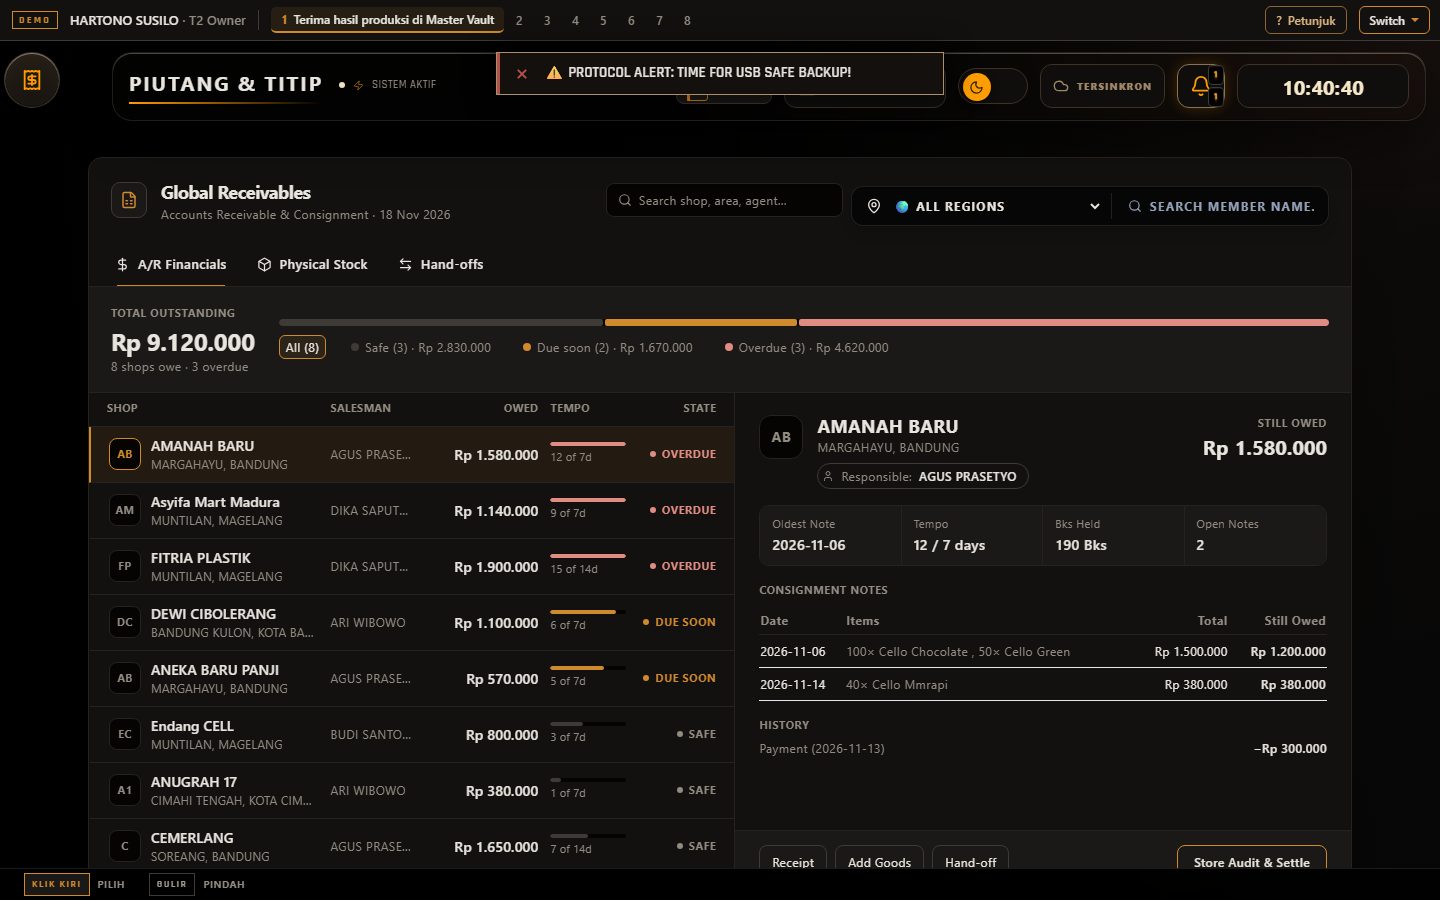 DEMO HARTONO SUSILO · T2 Owner 1 Terima hasil produksi di Master Vault 2 3 4 5 6 7 8 ? Petunjuk Switch
PIUTANG & TITIP SISTEM AKTIF
PROTOCOL ALERT: TIME FOR USB SAFE BACKUP!
TERSINKRON 1 1 10:40:40
Global Receivables
Accounts Receivable & Consignment · 18 Nov 2026
Search shop, area, agent... ALL REGIONS SEARCH MEMBER NAME.
A/R Financials Physical Stock Hand-offs
TOTAL OUTSTANDING
Rp 9.120.000
8 shops owe · 3 overdue
All (8) Safe (3) · Rp 2.830.000 Due soon (2) · Rp 1.670.000 Overdue (3) · Rp 4.620.000
SHOP SALESMAN OWED TEMPO STATE
AB AMANAH BARU
MARGAHAYU, BANDUNG AGUS PRASE... Rp 1.580.000 12 of 7d OVERDUE
AM Asyifa Mart Madura
MUNTILAN, MAGELANG DIKA SAPUT... Rp 1.140.000 9 of 7d OVERDUE
FP FITRIA PLASTIK
MUNTILAN, MAGELANG DIKA SAPUT... Rp 1.900.000 15 of 14d OVERDUE
DC DEWI CIBOLERANG
BANDUNG KULON, KOTA BA... ARI WIBOWO Rp 1.100.000 6 of 7d DUE SOON
AB ANEKA BARU PANJI
MARGAHAYU, BANDUNG AGUS PRASE... Rp 570.000 5 of 7d DUE SOON
EC Endang CELL
MUNTILAN, MAGELANG BUDI SANTO... Rp 800.000 3 of 7d SAFE
A1 ANUGRAH 17
CIMAHI TENGAH, KOTA CIM... ARI WIBOWO Rp 380.000 1 of 7d SAFE
C CEMERLANG
SOREANG, BANDUNG AGUS PRASE... Rp 1.650.000 7 of 14d SAFE
AB AMANAH BARU
MARGAHAYU, BANDUNG
Responsible: AGUS PRASETYO
STILL OWED
Rp 1.580.000
Oldest Note Tempo Bks Held Open Notes
2026-11-06 12 / 7 days 190 Bks 2
CONSIGNMENT NOTES
Date Items Total Still Owed
2026-11-06 100× Cello Chocolate , 50× Cello Green Rp 1.500.000 Rp 1.200.000
2026-11-14 40× Cello Mmrapi Rp 380.000 Rp 380.000
HISTORY
Payment (2026-11-13) −Rp 300.000
Receipt Add Goods Hand-off Store Audit & Settle
KLIK KIRI PILIH GULIR PINDAH